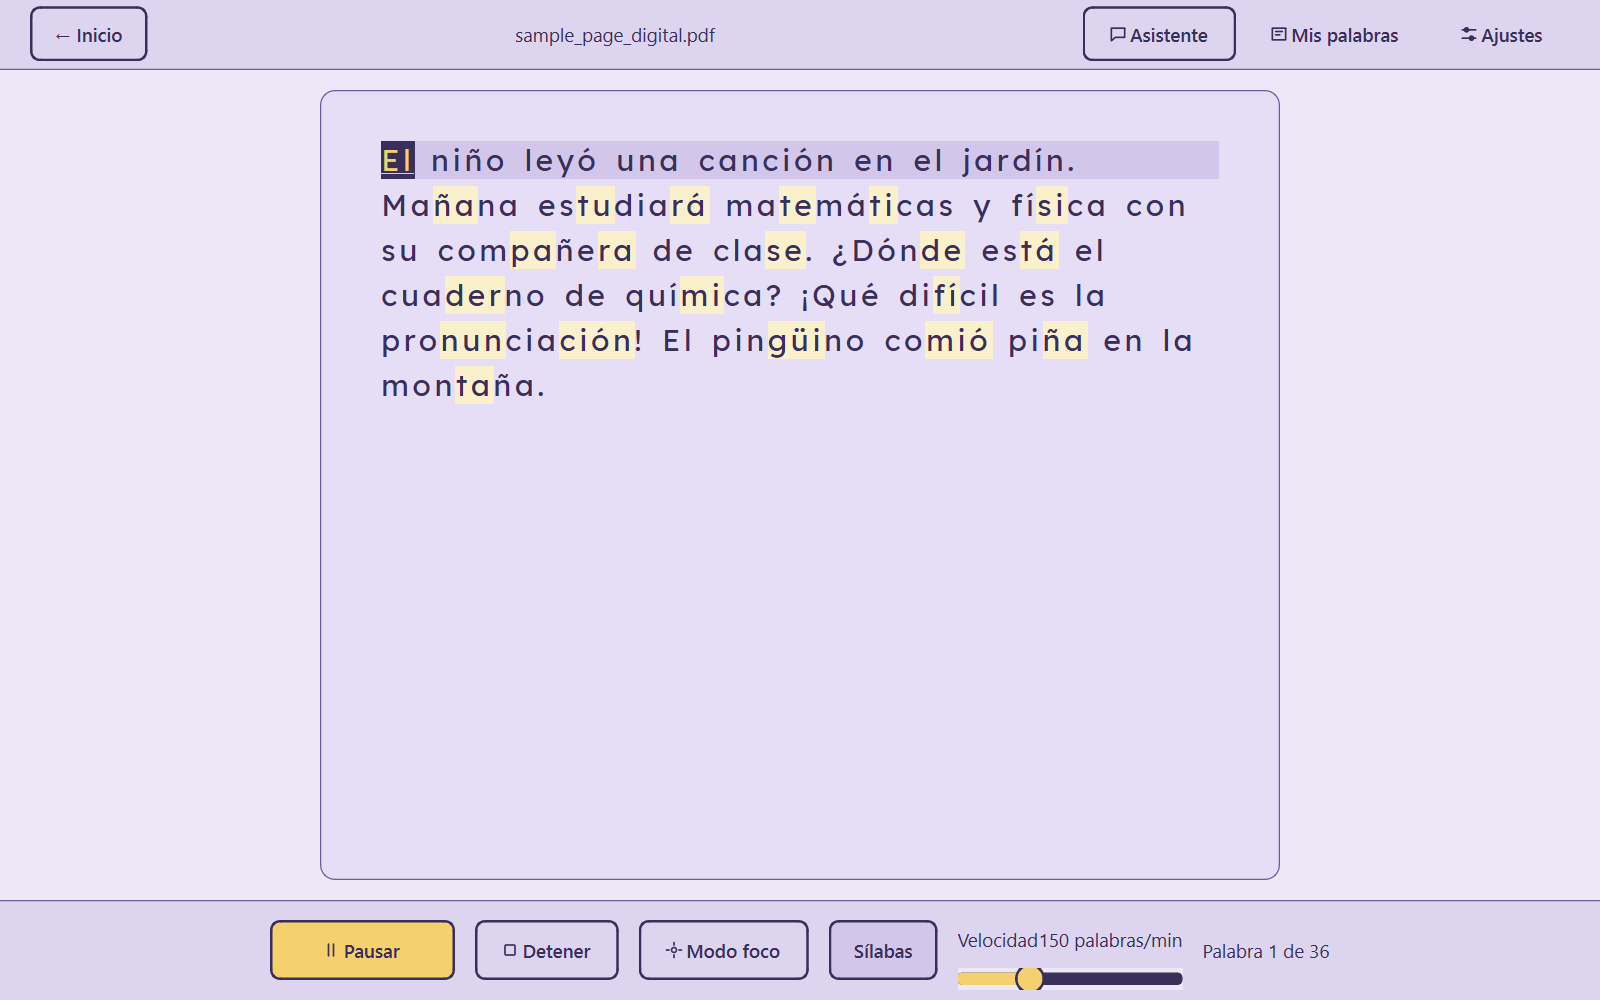 ← Inicio
sample_page_digital.pdf
Asistente
Mis palabras
Ajustes
El niño leyó una canción en el jardín.
Mañana estudiará matemáticas y física con
su compañera de clase. ¿Dónde está el
cuaderno de química? ¡Qué difícil es la
pronunciación! El pingüino comió piña en la
montaña.
Pausar
Detener
Modo foco
Sílabas
Velocidad150 palabras/min
Palabra 1 de 36